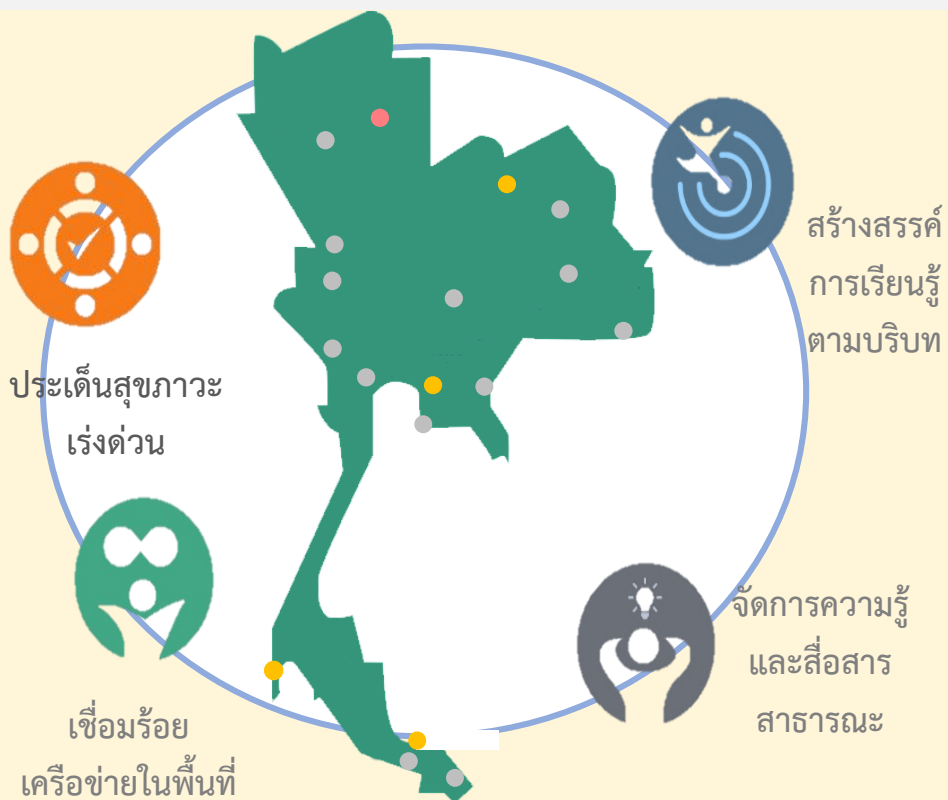 สร้างสรรค์
การเรียนรู้
ตามบริบท
ประเด็นสุขภาวะ
เร่งด่วน
จัดการความรู้
และสื่อสาร
สาธารณะ
เชื่อมร้อย
เครือข่ายในพื้นที่